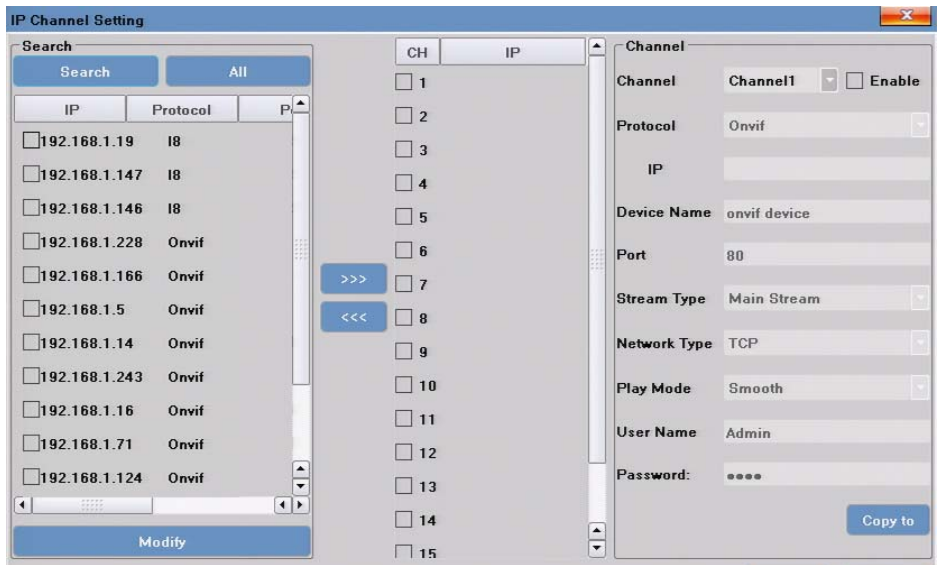 IP Channel Setting
Search
Search All
IP Protocol P
192.168.1.19 I8
192.168.1.147 I8
192.168.1.146 I8
192.168.1.228 Onvif
192.168.1.166 Onvif
192.168.1.5 Onvif
192.168.1.14 Onvif
192.168.1.243 Onvif
192.168.1.16 Onvif
192.168.1.71 Onvif
192.168.1.124 Onvif
Modify
>>>
<<<
CH IP
1
2
3
4
5
6
7
8
9
10
11
12
13
14
15
Channel
Channel Channel1 Enable
Protocol Onvif
IP
Device Name onvif device
Port 80
Stream Type Main Stream
Network Type TCP
Play Mode Smooth
User Name Admin
Password: ●●●●
Copy to